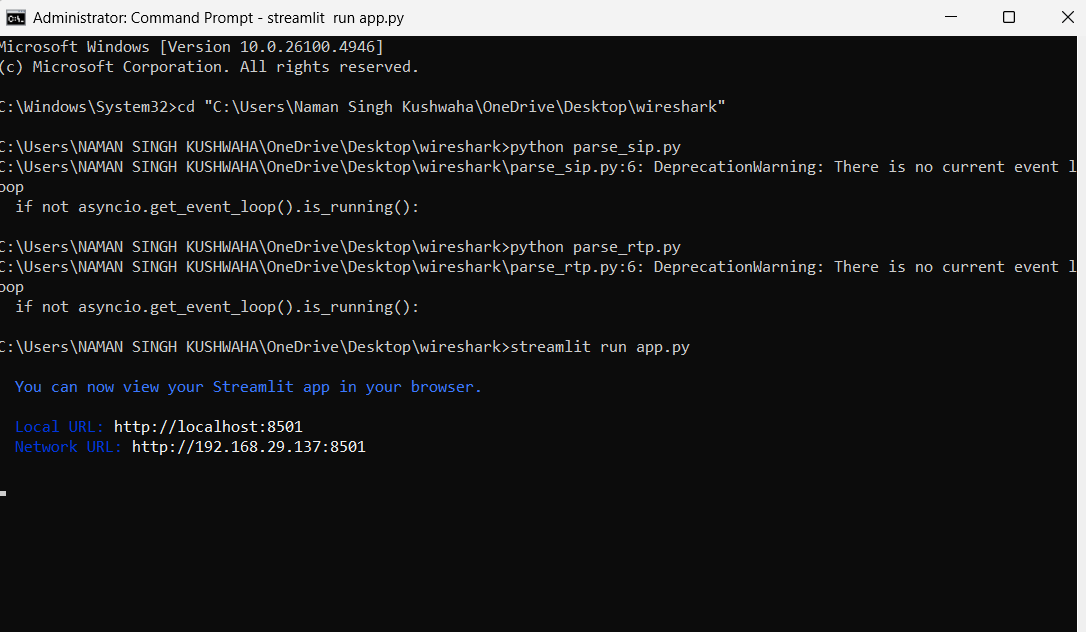 Administrator: Command Prompt - streamlit  run app.py
Microsoft Windows [Version 10.0.26100.4946]
(c) Microsoft Corporation. All rights reserved.
C:\Windows\System32>cd "C:\Users\Naman Singh Kushwaha\OneDrive\Desktop\wireshark"
C:\Users\NAMAN SINGH KUSHWAHA\OneDrive\Desktop\wireshark>python parse_sip.py
C:\Users\NAMAN SINGH KUSHWAHA\OneDrive\Desktop\wireshark\parse_sip.py:6: DeprecationWarning: There is no current event l
oop
  if not asyncio.get_event_loop().is_running():
C:\Users\NAMAN SINGH KUSHWAHA\OneDrive\Desktop\wireshark>python parse_rtp.py
C:\Users\NAMAN SINGH KUSHWAHA\OneDrive\Desktop\wireshark\parse_rtp.py:6: DeprecationWarning: There is no current event l
oop
  if not asyncio.get_event_loop().is_running():
C:\Users\NAMAN SINGH KUSHWAHA\OneDrive\Desktop\wireshark>streamlit run app.py
  You can now view your Streamlit app in your browser.
  Local URL: http://localhost:8501
  Network URL: http://192.168.29.137:8501